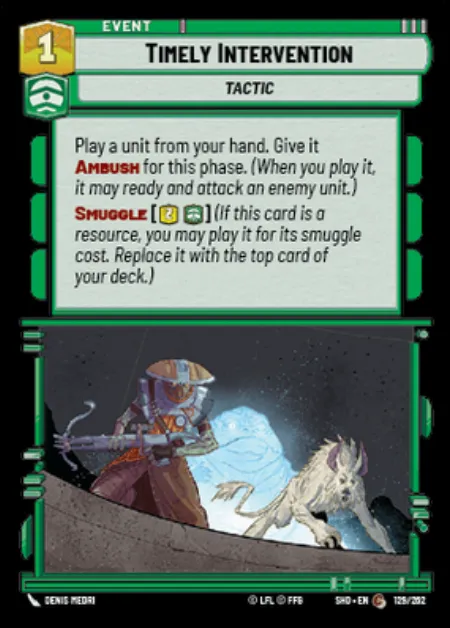 EVENT
1
TIMELY INTERVENTION
TACTIC
Play a unit from your hand. Give it
AMBUSH for this phase. (When you play it,
it may ready and attack an enemy unit.)
SMUGGLE [2] (If this card is a
resource, you may play it for its smuggle
cost. Replace it with the top card of
your deck.)
DENIS MEDRI
© LFL © FFG
SHD • EN
129/262